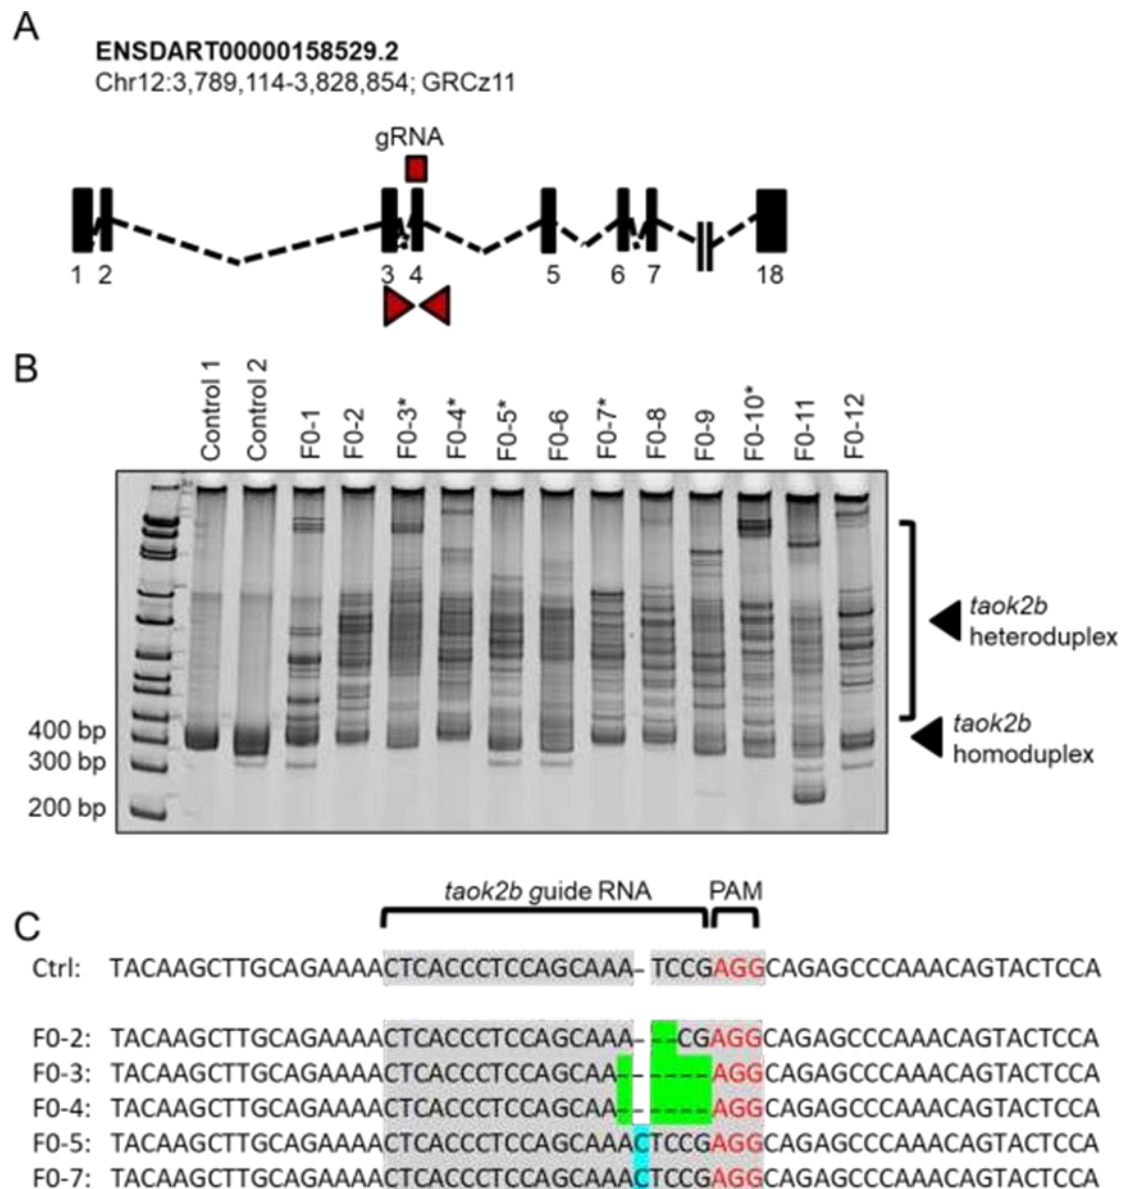 A
ENSDART00000158529.2
Chr12:3,789,114-3,828,854; GRCz11
gRNA
1 2 3 4 5 6 7 18
B
Control 1 Control 2 F0-1 F0-2 F0-3* F0-4* F0-5* F0-6 F0-7* F0-8 F0-9 F0-10* F0-11 F0-12
400 bp
300 bp
200 bp
taok2b
heteroduplex
taok2b
homoduplex
taok2b guide RNA PAM
C
Ctrl: TACAAGCTTGCAGAAAACTCACCCTCCAGCAAA-TCCGAGGCAGAGCCCAAACAGTACTCCA
F0-2: TACAAGCTTGCAGAAAACTCACCCTCCAGCAAA---CGAGGCAGAGCCCAAACAGTACTCCA
F0-3: TACAAGCTTGCAGAAAACTCACCCTCCAGCAA------AGGCAGAGCCCAAACAGTACTCCA
F0-4: TACAAGCTTGCAGAAAACTCACCCTCCAGCAA------AGGCAGAGCCCAAACAGTACTCCA
F0-5: TACAAGCTTGCAGAAAACTCACCCTCCAGCAAACTCCGAGGCAGAGCCCAAACAGTACTCCA
F0-7: TACAAGCTTGCAGAAAACTCACCCTCCAGCAAACTCCGAGGCAGAGCCCAAACAGTACTCCA